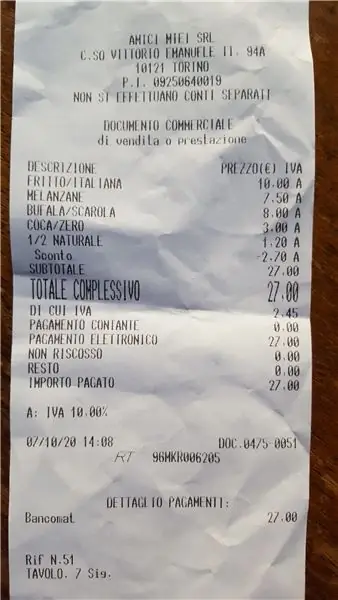 AMICI MIEI SRL
C.SO VITTORIO EMANUELE II. 94A
10121 TORINO
P.I. 09250640019
NON SI EFFETTUANO CONTI SEPARATI
DOCUMENTO COMMERCIALE
di vendita o prestazione
DESCRIZIONE PREZZO(€) IVA
FRITTO/ITALIANA 10.00 A
MELANZANE 7.50 A
BUFALA/SCAROLA 8.00 A
COCA/ZERO 3.00 A
1/2 NATURALE 1.20 A
Sconto -2.70 A
SUBTOTALE 27.00
TOTALE COMPLESSIVO 27.00
DI CUI IVA 2.45
PAGAMENTO CONTANTE 0.00
PAGAMENTO ELETTRONICO 27.00
NON RISCOSSO 0.00
RESTO 0.00
IMPORTO PAGATO 27.00
A: IVA 10.00%
07/10/20 14:08 DOC.0475-0051
RT 96MKR006205
DETTAGLIO PAGAMENTI:
Bancomat 27.00
Rif N.51
TAVOLO. 7 Sig.